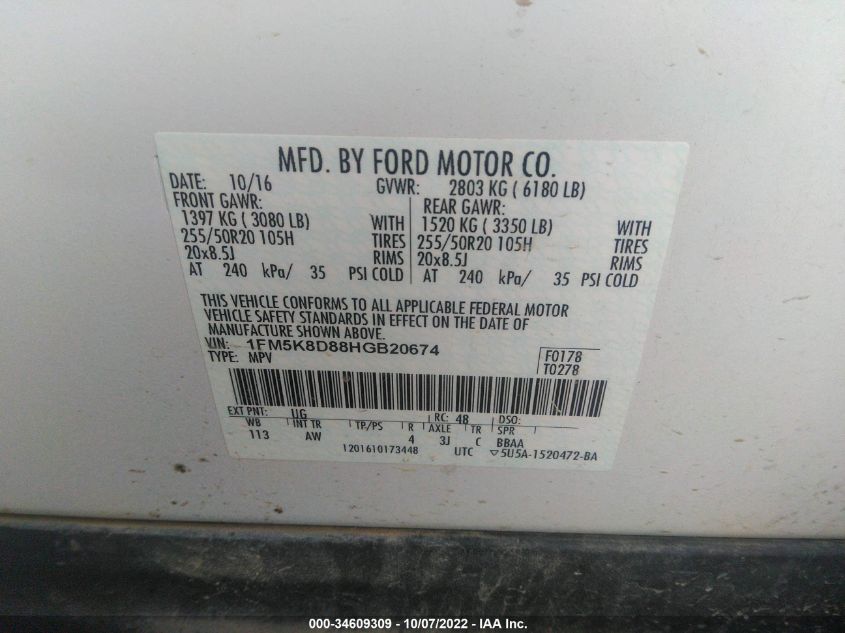 MFD. BY FORD MOTOR CO.
DATE: 10/16 GVWR: 2803 KG ( 6180 LB)
FRONT GAWR: REAR GAWR:
1397 KG ( 3080 LB) WITH 1520 KG ( 3350 LB) WITH
255/50R20 105H TIRES 255/50R20 105H TIRES
20x8.5J RIMS 20x8.5J RIMS
AT 240 kPa/ 35 PSI COLD AT 240 kPa/ 35 PSI COLD
THIS VEHICLE CONFORMS TO ALL APPLICABLE FEDERAL MOTOR
VEHICLE SAFETY STANDARDS IN EFFECT ON THE DATE OF
MANUFACTURE SHOWN ABOVE.
VIN: 1FM5K8D88HGB20674
TYPE: MPV
F0178
T0278
EXT PNT: UG RC: 48 DSO:
WB INT TR TP/PS R AXLE TR SPR
113 AW 4 3J C BBAA
1201610173448 UTC ▽5U5A-1520472-BA
000-34609309 - 10/07/2022 - IAA Inc.